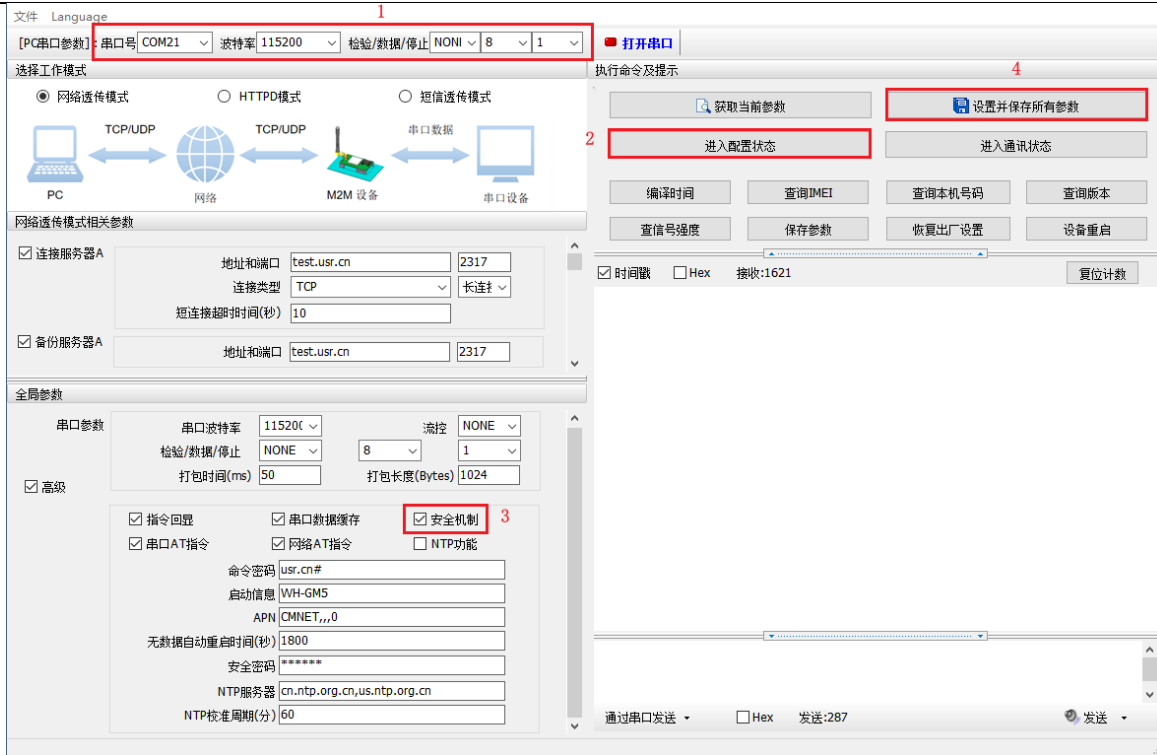 文件 Language
1
[PC串口参数]: 串口号 COM21 波特率 115200 检验/数据/停止 NONI 8 1 打开串口
选择工作模式
网络透传模式 HTTPD模式 短信透传模式
TCP/UDP TCP/UDP 串口数据
PC 网络 M2M 设备 串口设备
网络透传模式相关参数
连接服务器A
地址和端口 test.usr.cn 2317
连接类型 TCP 长连接
短连接超时时间(秒) 10
备份服务器A
地址和端口 test.usr.cn 2317
全局参数
串口参数
串口波特率 11520( 流控 NONE
检验/数据/停止 NONE 8 1
打包时间(ms) 50 打包长度(Bytes) 1024
高级
指令回显 串口数据缓存 安全机制 3
串口AT指令 网络AT指令 NTP功能
命令密码 usr.cn#
启动信息 WH-GM5
APN CMNET,,,0
无数据自动重启时间(秒) 1800
安全密码 ******
NTP服务器 cn.ntp.org.cn,us.ntp.org.cn
NTP校准周期(分) 60
执行命令及提示
4
获取当前参数 设置并保存所有参数
2 进入配置状态 进入通讯状态
编译时间 查询IMEI 查询本机号码 查询版本
查信号强度 保存参数 恢复出厂设置 设备重启
时间戳 Hex 接收:1621 复位计数
通过串口发送 Hex 发送:287 发送